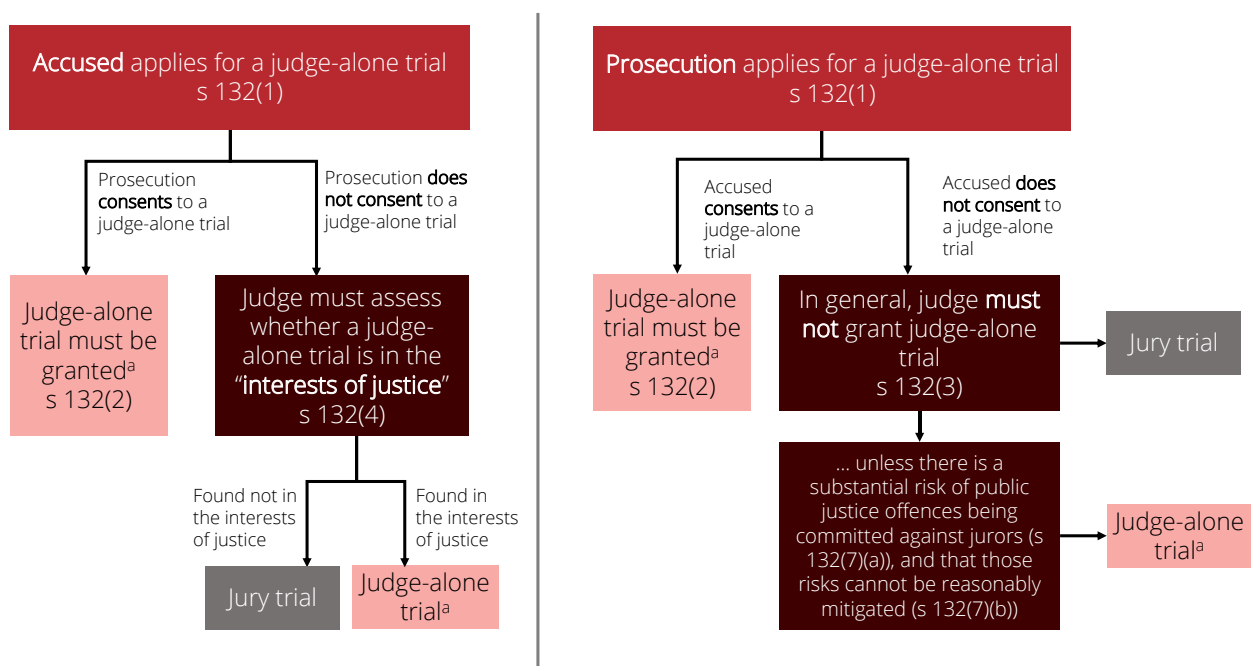 Accused applies for a judge-alone trial
s 132(1)
Prosecution
consents to a
judge-alone trial
Prosecution does
not consent to a
judge-alone trial
Judge-alone
trial must be
grantedᵃ
s 132(2)
Judge must assess
whether a judge-
alone trial is in the
“interests of justice”
s 132(4)
Found not in
the interests
of justice
Found in
the interests
of justice
Jury trial
Judge-alone
trialᵃ
Prosecution applies for a judge-alone trial
s 132(1)
Accused
consents to a
judge-alone
trial
Accused does
not consent to
a judge-alone
trial
Judge-alone
trial must be
grantedᵃ
s 132(2)
In general, judge must
not grant judge-alone
trial
s 132(3)
Jury trial
... unless there is a
substantial risk of public
justice offences being
committed against jurors (s
132(7)(a)), and that those
risks cannot be reasonably
mitigated (s 132(7)(b))
Judge-alone
trialᵃ